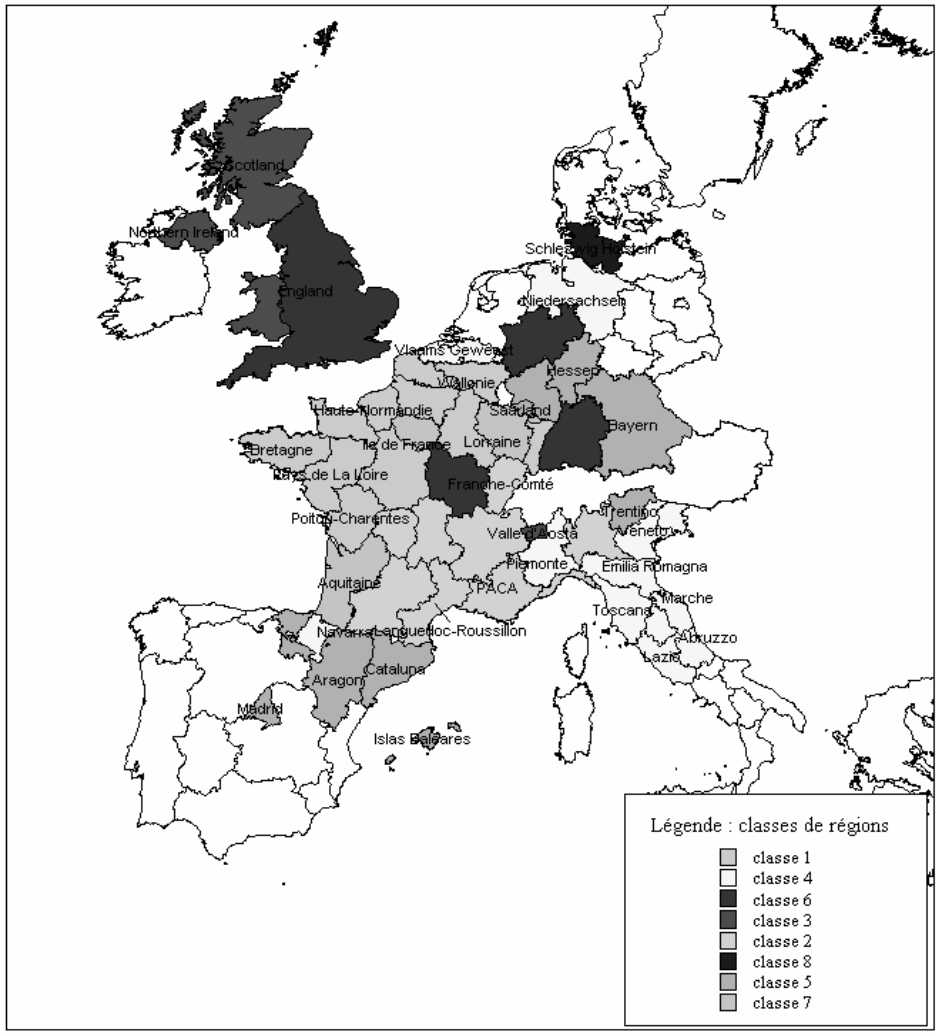 Scotland
Northern Ireland
England
Schleswig Holstein
Niedersachsen
Vlaams Geweest
Wallonie
Hessen
Haute-Normandie
Saarland
Bayern
Bretagne
Ile de France
Lorraine
Pays de La Loire
Franche-Comté
Poitou-Charentes
Trentino
Valle d'Aosta
Veneto
Piemonte
Emilia Romagna
Aquitaine
PACA
Marche
Toscana
Navarra
Languedoc-Roussillon
Abruzzo
Lazio
Cataluna
Aragon
Madrid
Islas Baleares
Légende : classes de régions
classe 1
classe 4
classe 6
classe 3
classe 2
classe 8
classe 5
classe 7